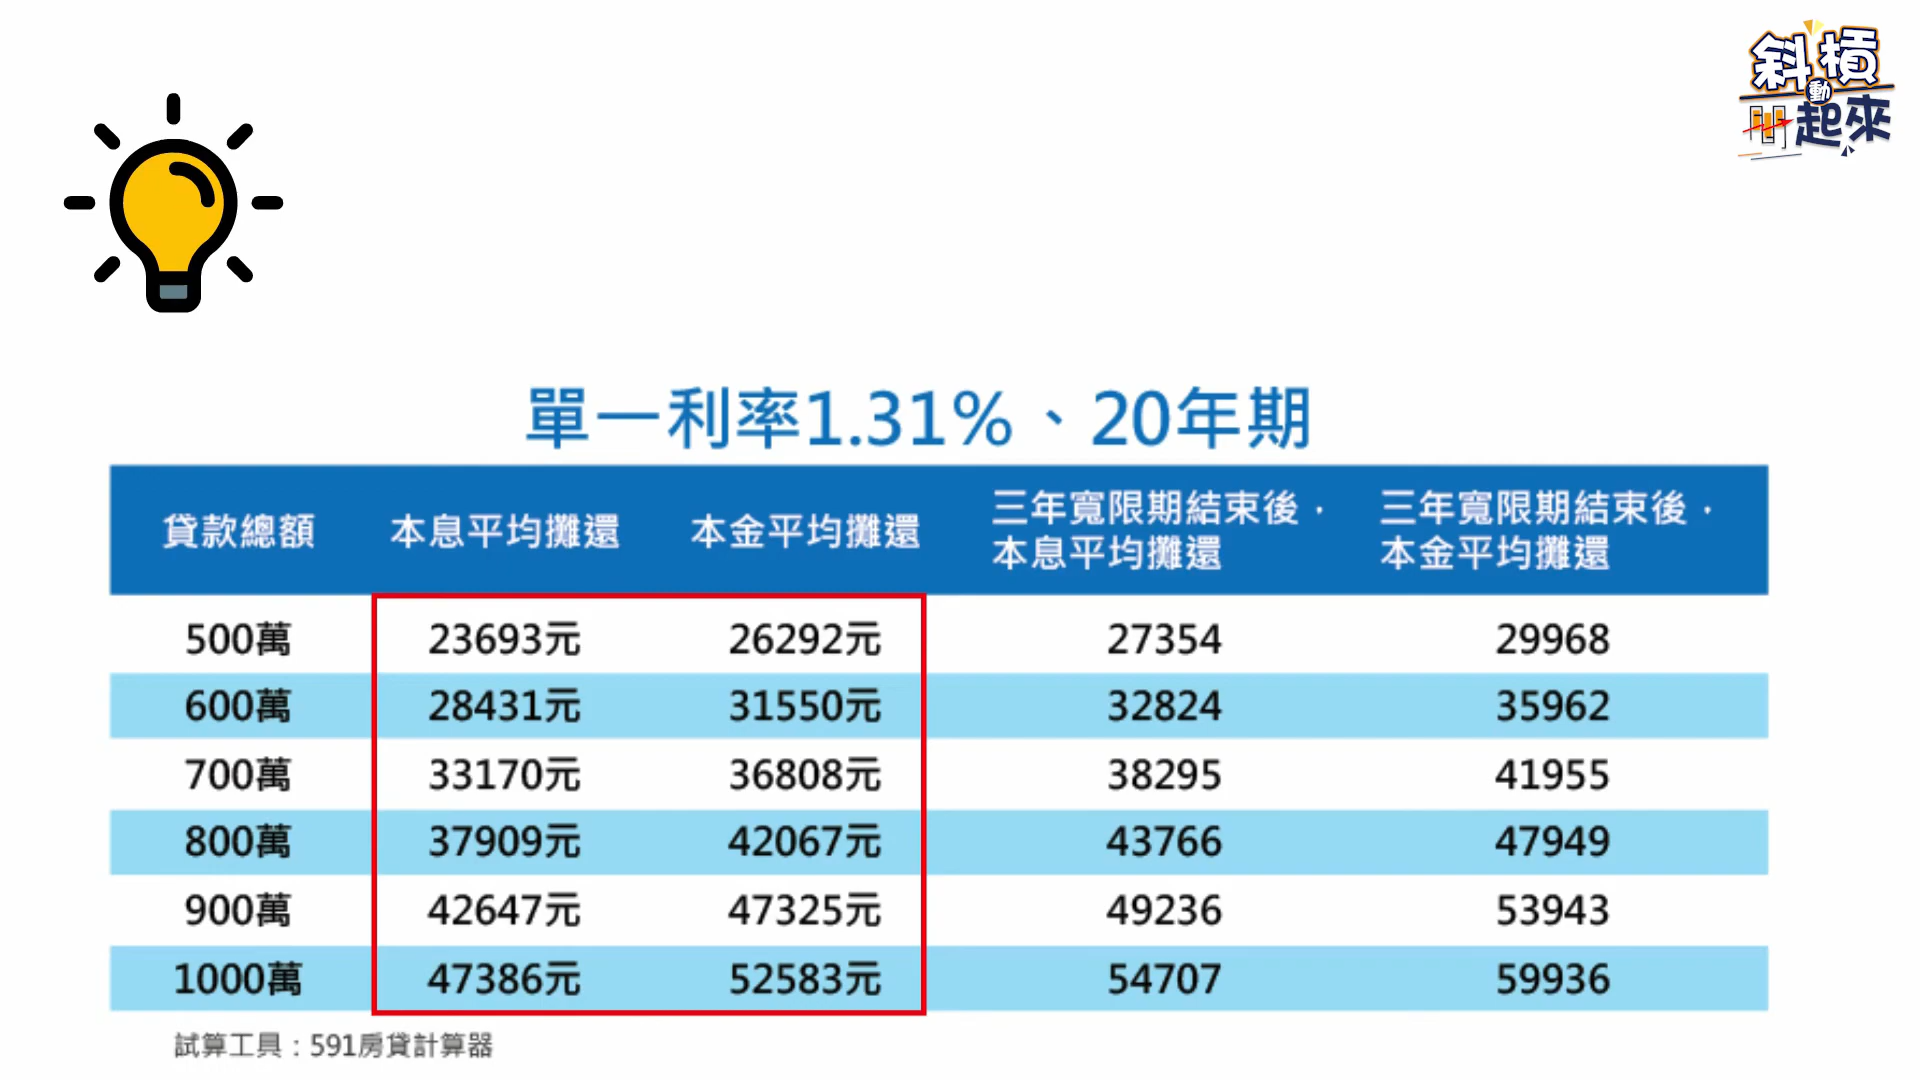 斜槓
動
起來
單一利率1.31%、20年期
貸款總額 本息平均攤還 本金平均攤還 三年寬限期結束後，本息平均攤還 三年寬限期結束後，本金平均攤還
500萬 23693元 26292元 27354 29968
600萬 28431元 31550元 32824 35962
700萬 33170元 36808元 38295 41955
800萬 37909元 42067元 43766 47949
900萬 42647元 47325元 49236 53943
1000萬 47386元 52583元 54707 59936
試算工具：591房貸計算器